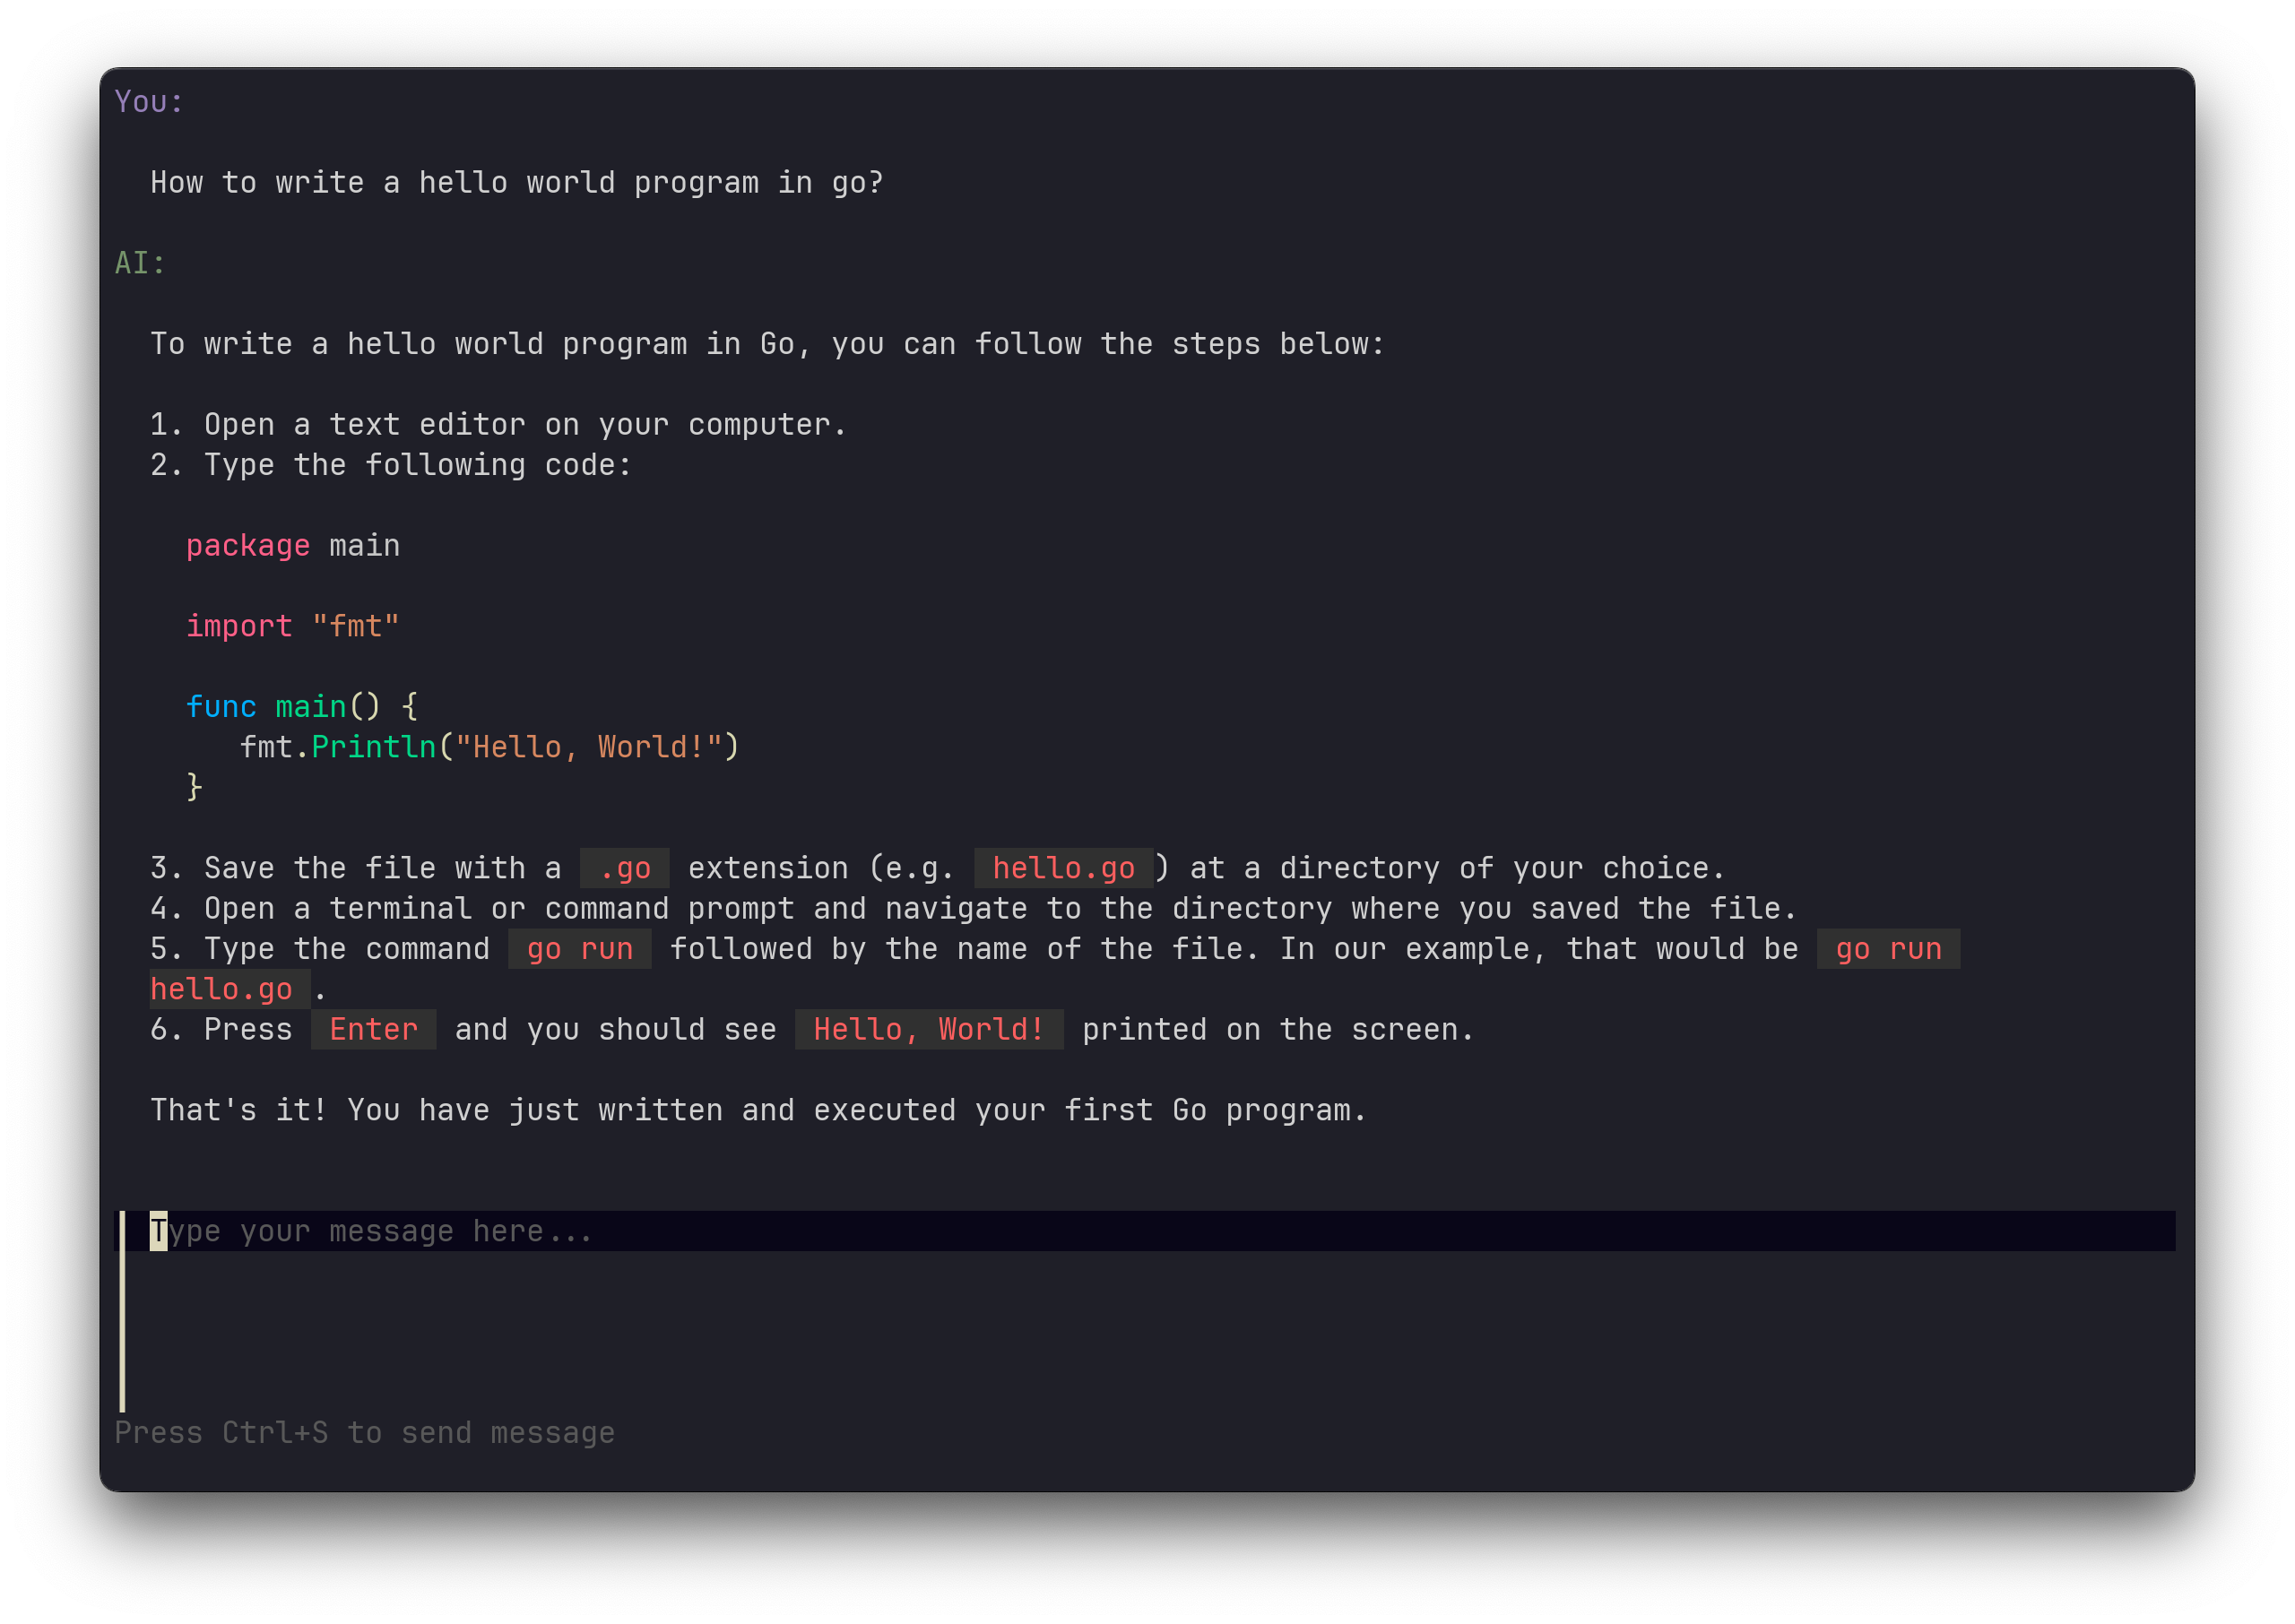 You:
How to write a hello world program in go?
AI:
To write a hello world program in Go, you can follow the steps below:
1. Open a text editor on your computer.
2. Type the following code:
package main
import "fmt"
func main() {
fmt.Println("Hello, World!")
}
3. Save the file with a .go extension (e.g. hello.go ) at a directory of your choice.
4. Open a terminal or command prompt and navigate to the directory where you saved the file.
5. Type the command go run followed by the name of the file. In our example, that would be go run
hello.go .
6. Press Enter and you should see Hello, World! printed on the screen.
That's it! You have just written and executed your first Go program.
Type your message here...
Press Ctrl+S to send message